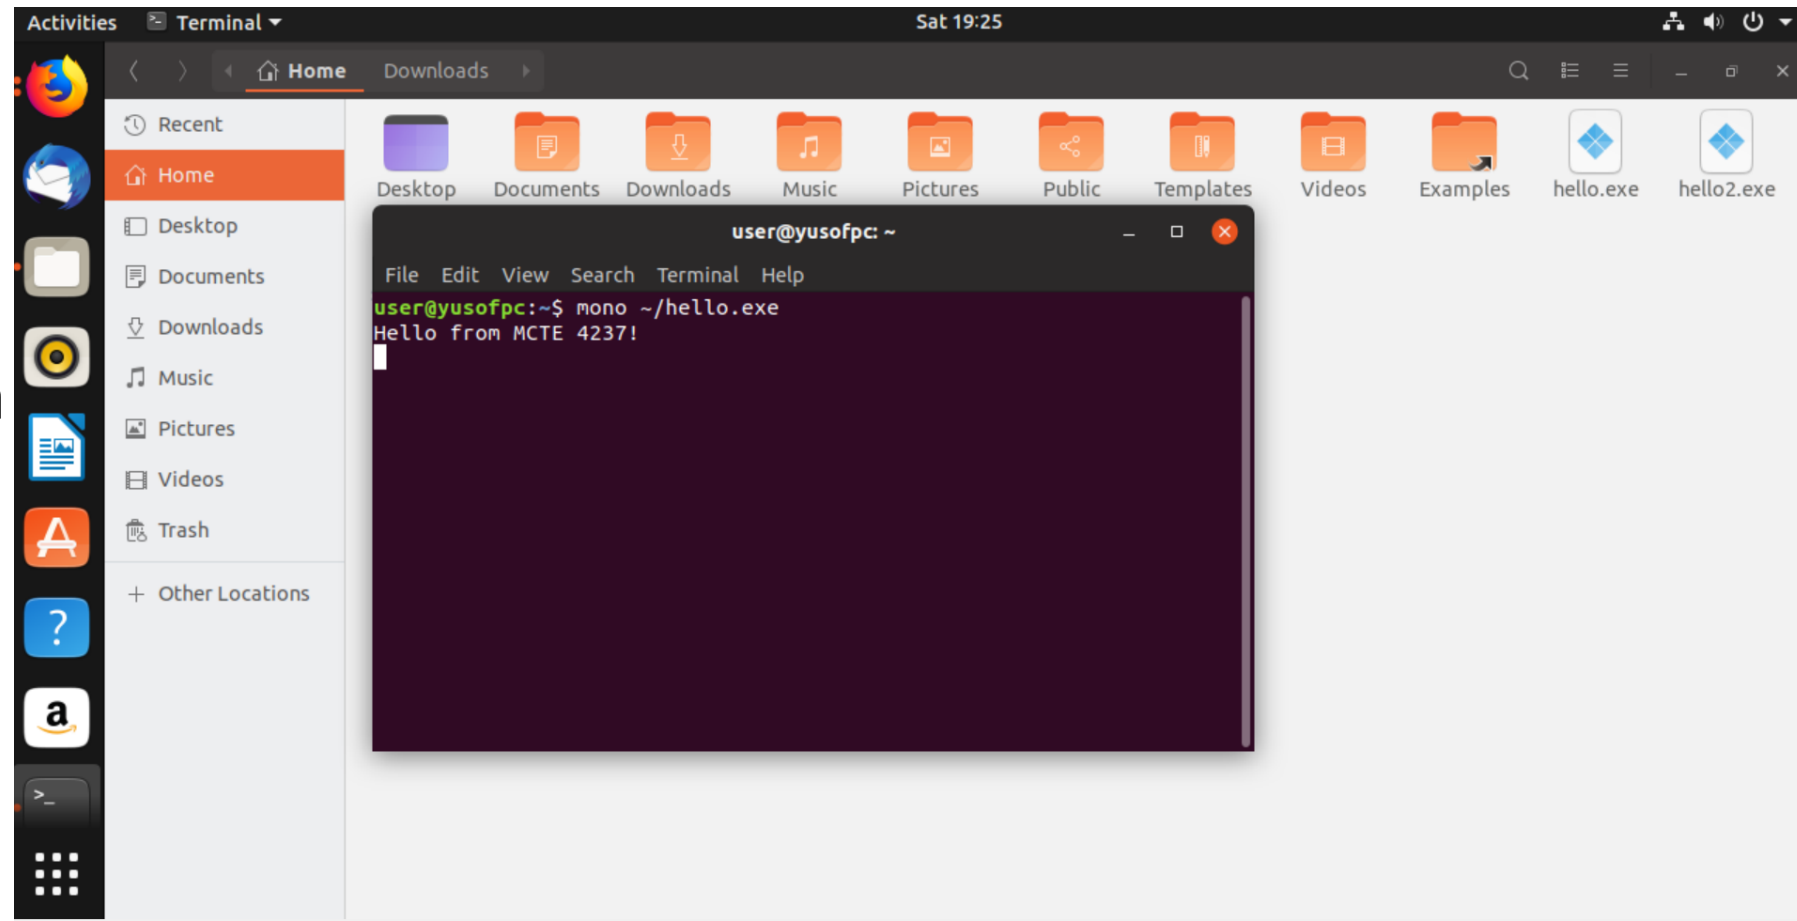 Activities Terminal Sat 19:25
Home Downloads
Recent
Home
Desktop
Documents
Downloads
Music
Pictures
Videos
Trash
Other Locations
Desktop Documents Downloads Music Pictures Public Templates Videos Examples hello.exe hello2.exe
user@yusofpc: ~
File Edit View Search Terminal Help
user@yusofpc:~$ mono ~/hello.exe
Hello from MCTE 4237!
a
>_